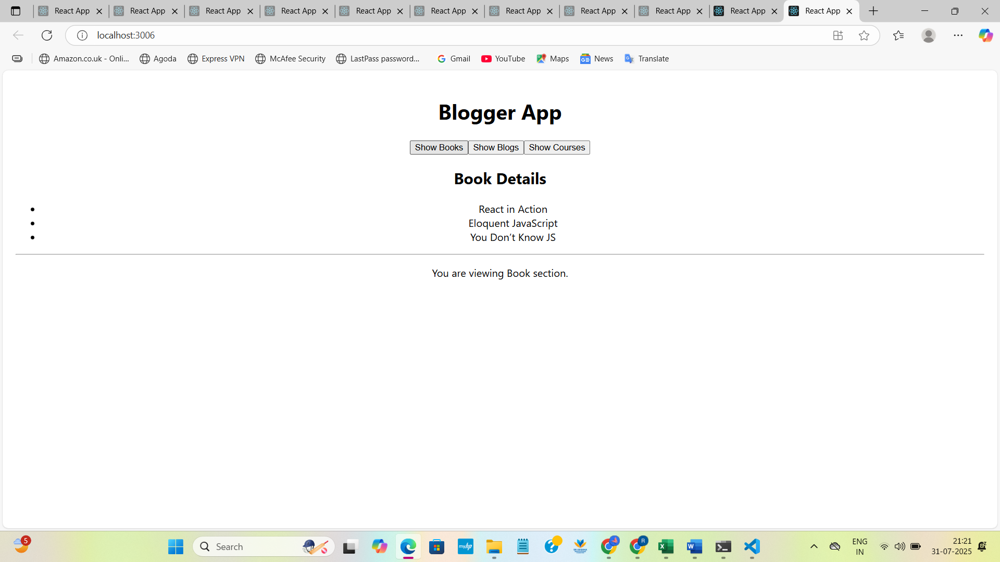 React App React App React App React App React App React App React App React App React App React App React App
localhost:3006
Amazon.co.uk - Onli... Agoda Express VPN McAfee Security LastPass password... Gmail YouTube Maps News Translate
Blogger App
Show Books Show Blogs Show Courses
Book Details
React in Action
Eloquent JavaScript
You Don't Know JS
You are viewing Book section.
5
Search
myhp
ENG
IN
21:21
31-07-2025